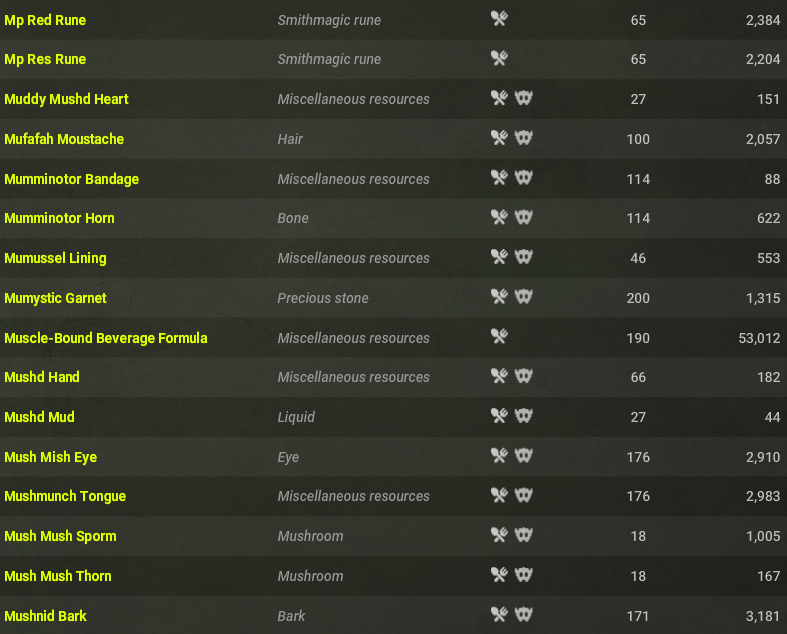 Mp Red Rune Smithmagic rune 65 2,384
Mp Res Rune Smithmagic rune 65 2,204
Muddy Mushd Heart Miscellaneous resources 27 151
Mufafah Moustache Hair 100 2,057
Mumminotor Bandage Miscellaneous resources 114 88
Mumminotor Horn Bone 114 622
Mumussel Lining Miscellaneous resources 46 553
Mumystic Garnet Precious stone 200 1,315
Muscle-Bound Beverage Formula Miscellaneous resources 190 53,012
Mushd Hand Miscellaneous resources 66 182
Mushd Mud Liquid 27 44
Mush Mish Eye Eye 176 2,910
Mushmunch Tongue Miscellaneous resources 176 2,983
Mush Mush Sporm Mushroom 18 1,005
Mush Mush Thorn Mushroom 18 167
Mushnid Bark Bark 171 3,181